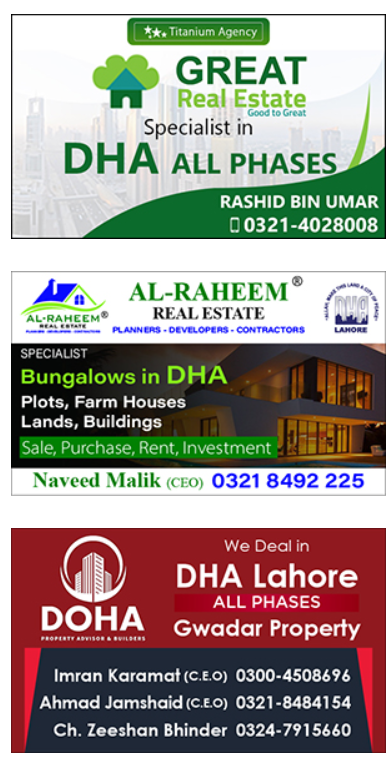 Titanium Agency
GREAT
Real Estate
Good to Great
Specialist in
DHA ALL PHASES
RASHID BIN UMAR
0321-4028008
AL-RAHEEM®
REAL ESTATE
PLANNERS - DEVELOPERS - CONTRACTORS
AL-RAHEEM®
REAL ESTATE
PLANNERS - DEVELOPERS - CONTRACTORS
DHA
LAHORE
SPECIALIST
Bungalows in DHA
Plots, Farm Houses
Lands, Buildings
Sale, Purchase, Rent, Investment
Naveed Malik (CEO) 0321 8492 225
DOHA
PROPERTY ADVISOR & BUILDERS
We Deal in
DHA Lahore
ALL PHASES
Gwadar Property
Imran Karamat (C.E.O) 0300-4508696
Ahmad Jamshaid (C.E.O) 0321-8484154
Ch. Zeeshan Bhinder 0324-7915660